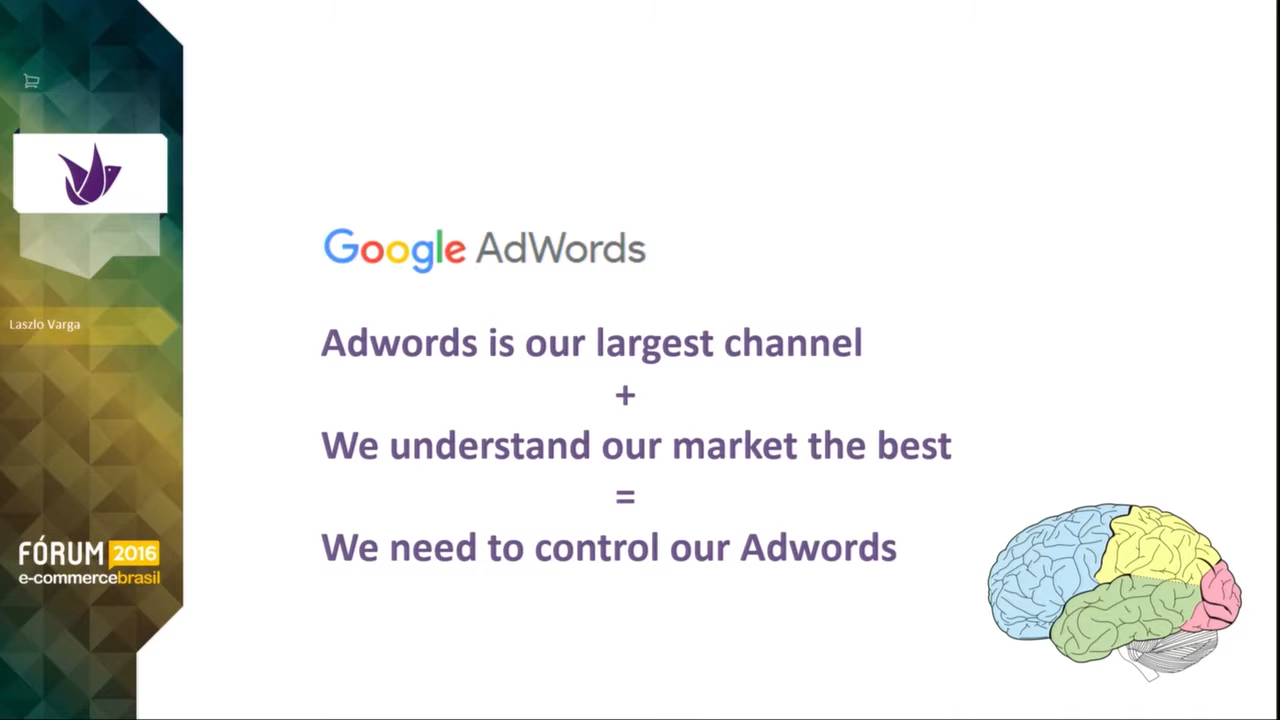 Laszlo Varga
FÓRUM 2016
e-commercebrasil
Google AdWords
Adwords is our largest channel
+
We understand our market the best
=
We need to control our Adwords